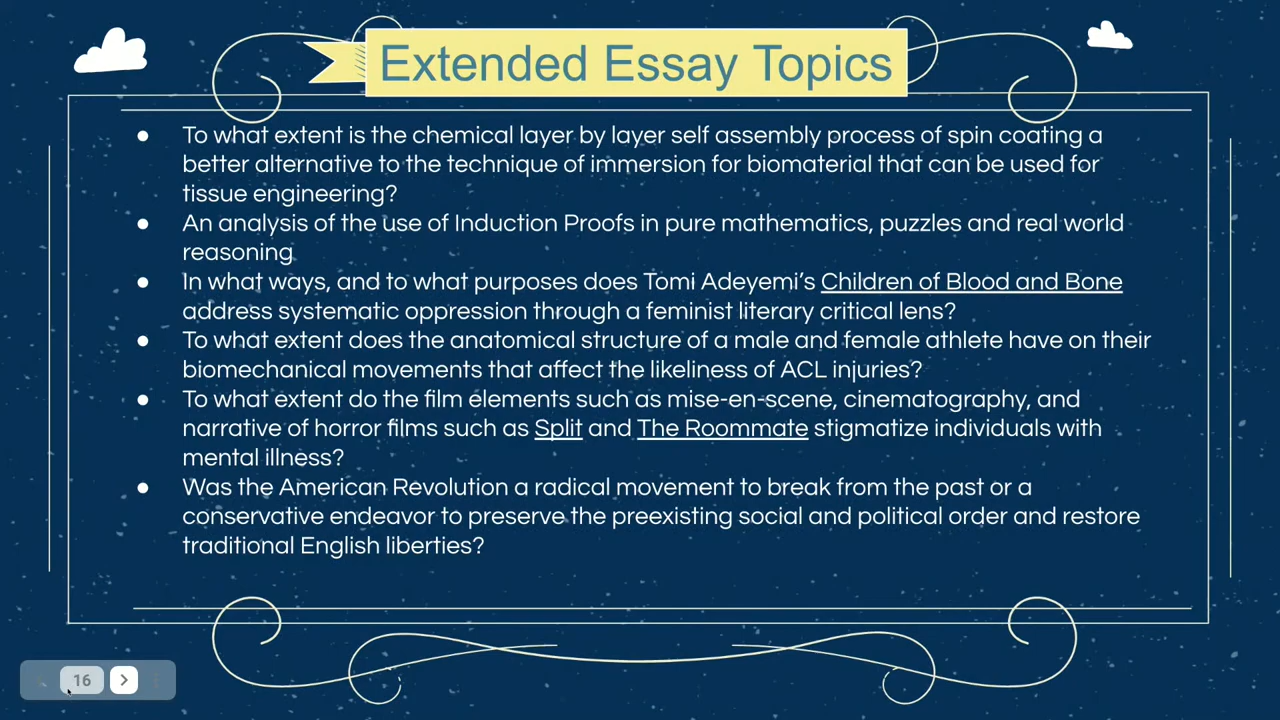 Extended Essay Topics
● To what extent is the chemical layer by layer self assembly process of spin coating a
better alternative to the technique of immersion for biomaterial that can be used for
tissue engineering?
● An analysis of the use of Induction Proofs in pure mathematics, puzzles and real world
reasoning
● In what ways, and to what purposes does Tomi Adeyemi’s Children of Blood and Bone
address systematic oppression through a feminist literary critical lens?
● To what extent does the anatomical structure of a male and female athlete have on their
biomechanical movements that affect the likeliness of ACL injuries?
● To what extent do the film elements such as mise-en-scene, cinematography, and
narrative of horror films such as Split and The Roommate stigmatize individuals with
mental illness?
● Was the American Revolution a radical movement to break from the past or a
conservative endeavor to preserve the preexisting social and political order and restore
traditional English liberties?
16